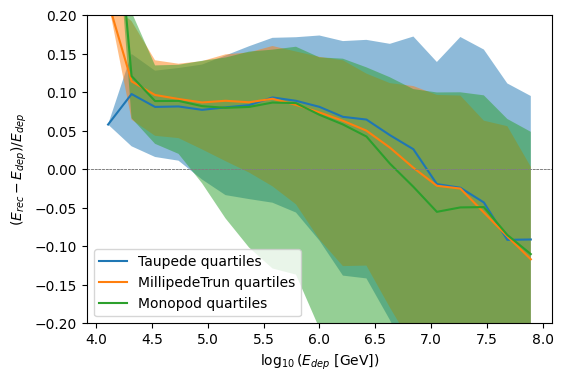 0.20
0.15
0.10
0.05
0.00
−0.05
−0.10
−0.15
−0.20
(E_rec − E_dep)/E_dep
Taupede quartiles
MillipedeTrun quartiles
Monopod quartiles
4.0 4.5 5.0 5.5 6.0 6.5 7.0 7.5 8.0
log₁₀ (E_dep [GeV])